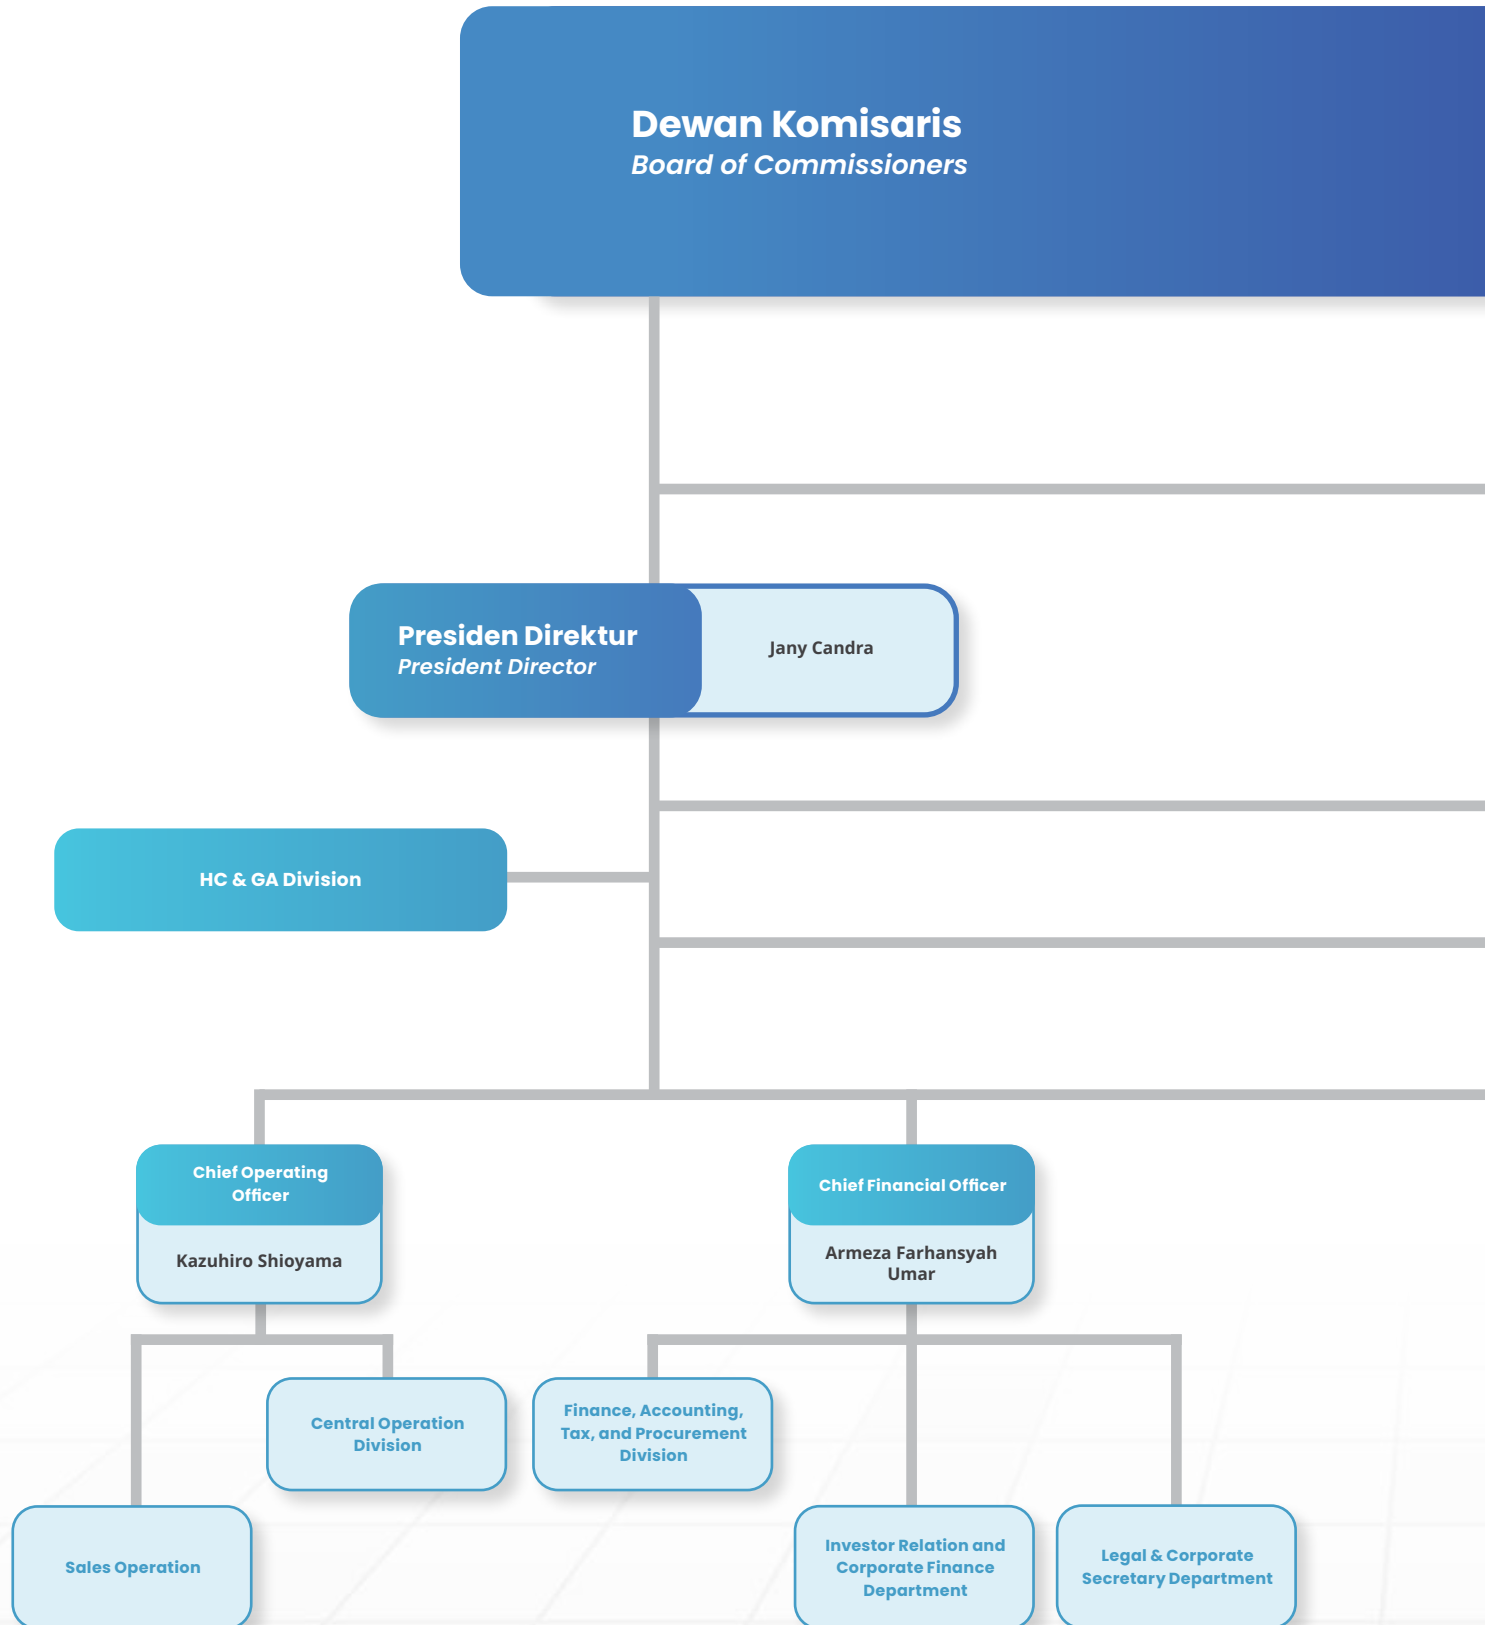 Dewan Komisaris
Board of Commissioners
Presiden Direktur
President Director
Jany Candra
HC & GA Division
Chief Operating
Officer
Kazuhiro Shioyama
Chief Financial Officer
Armeza Farhansyah
Umar
Central Operation
Division
Finance, Accounting,
Tax, and Procurement
Division
Sales Operation
Investor Relation and
Corporate Finance
Department
Legal & Corporate
Secretary Department